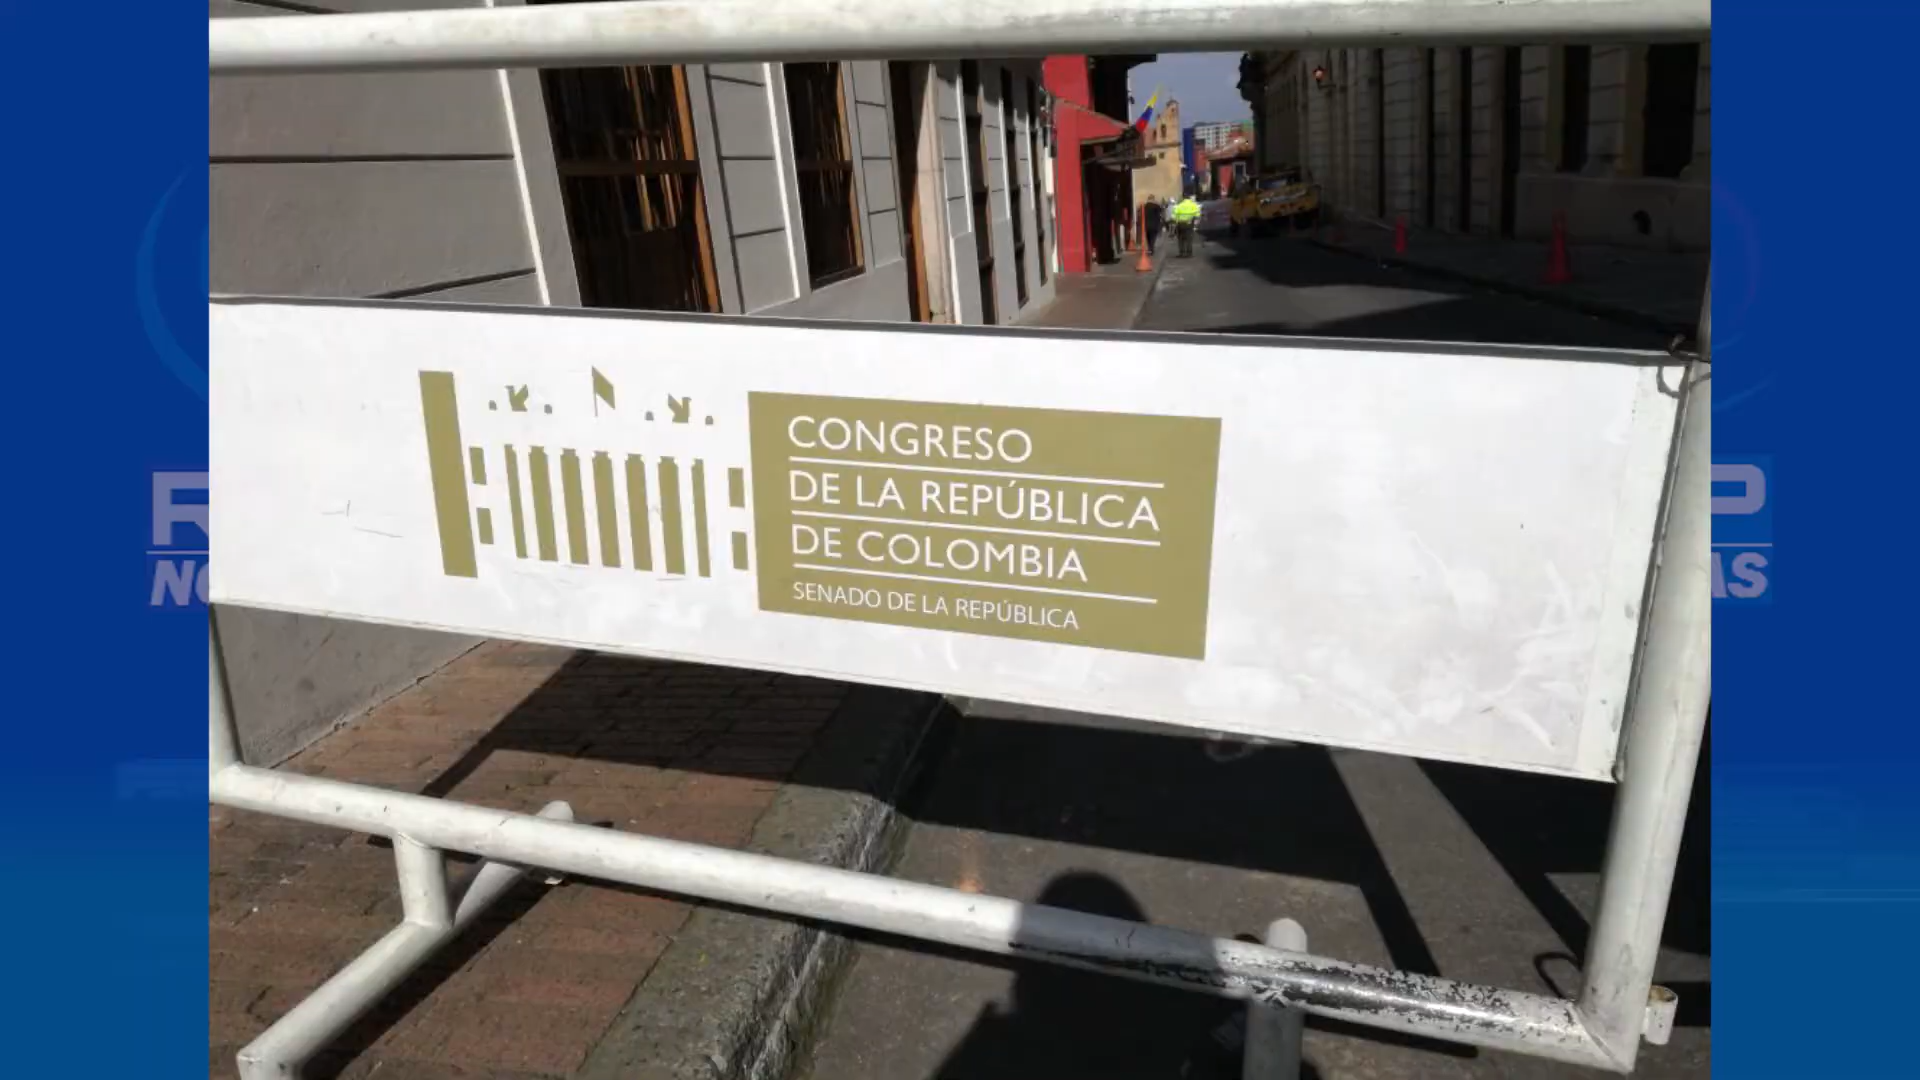 CONGRESO
DE LA REPÚBLICA
DE COLOMBIA
SENADO DE LA REPÚBLICA